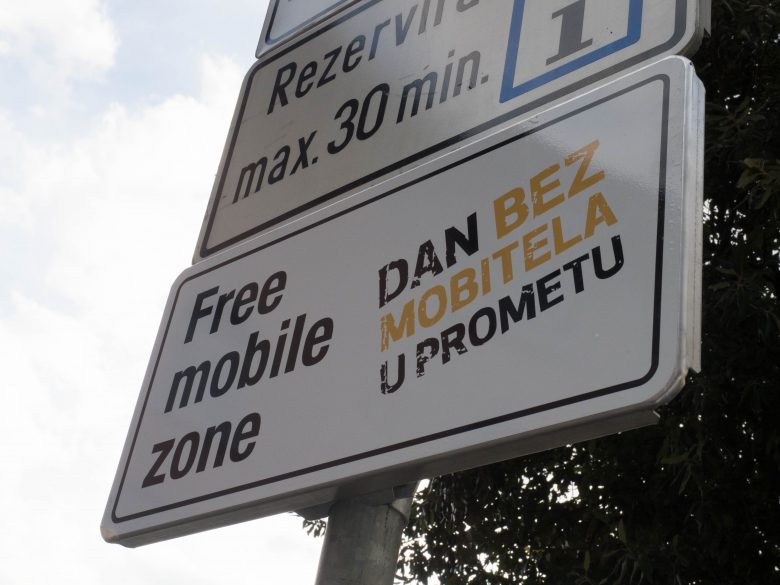 max. 30 min.
i
Free
mobile
zone
DAN BEZ
MOBITELA
U PROMETU